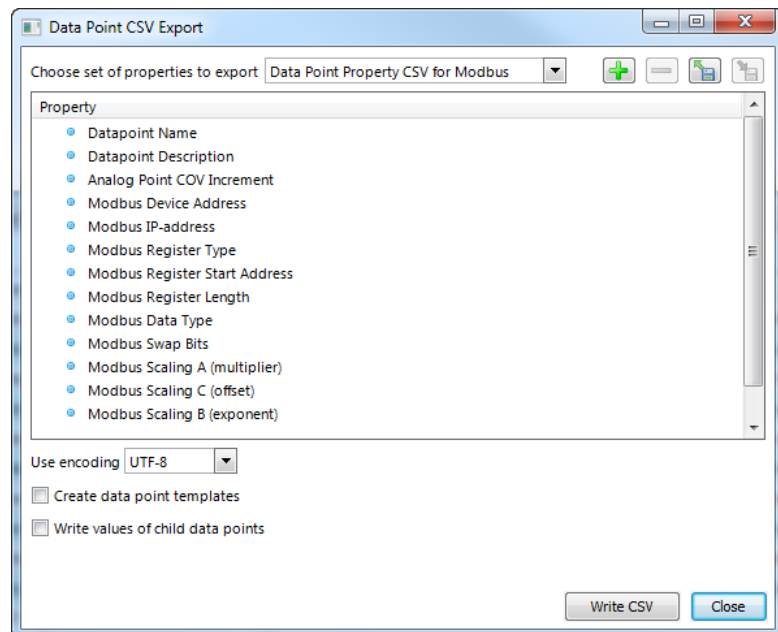 Data Point CSV Export
Choose set of properties to export Data Point Property CSV for Modbus
Property
Datapoint Name
Datapoint Description
Analog Point COV Increment
Modbus Device Address
Modbus IP-address
Modbus Register Type
Modbus Register Start Address
Modbus Register Length
Modbus Data Type
Modbus Swap Bits
Modbus Scaling A (multiplier)
Modbus Scaling C (offset)
Modbus Scaling B (exponent)
Use encoding UTF-8
Create data point templates
Write values of child data points
Write CSV Close